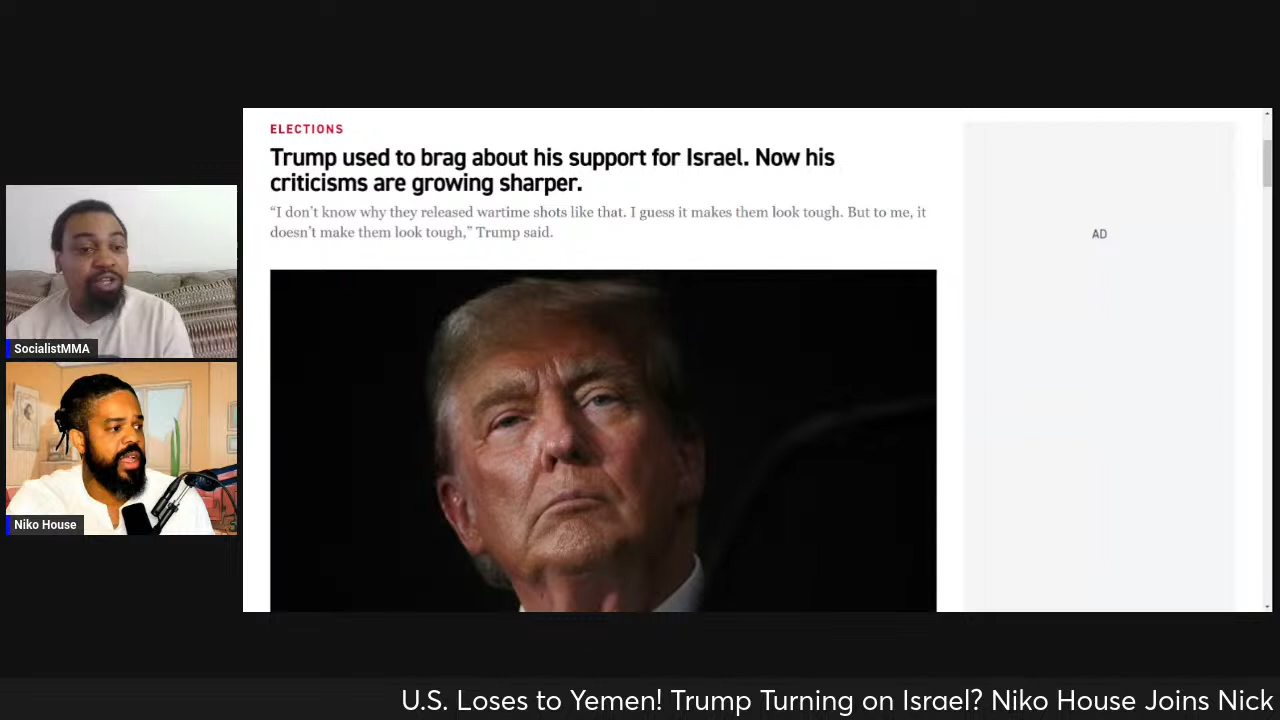 ELECTIONS
Trump used to brag about his support for Israel. Now his
criticisms are growing sharper.
“I don’t know why they released wartime shots like that. I guess it makes them look tough. But to me, it
doesn’t make them look tough,” Trump said.
AD
SocialistMMA
Niko House
U.S. Loses to Yemen! Trump Turning on Israel? Niko House Joins Nick